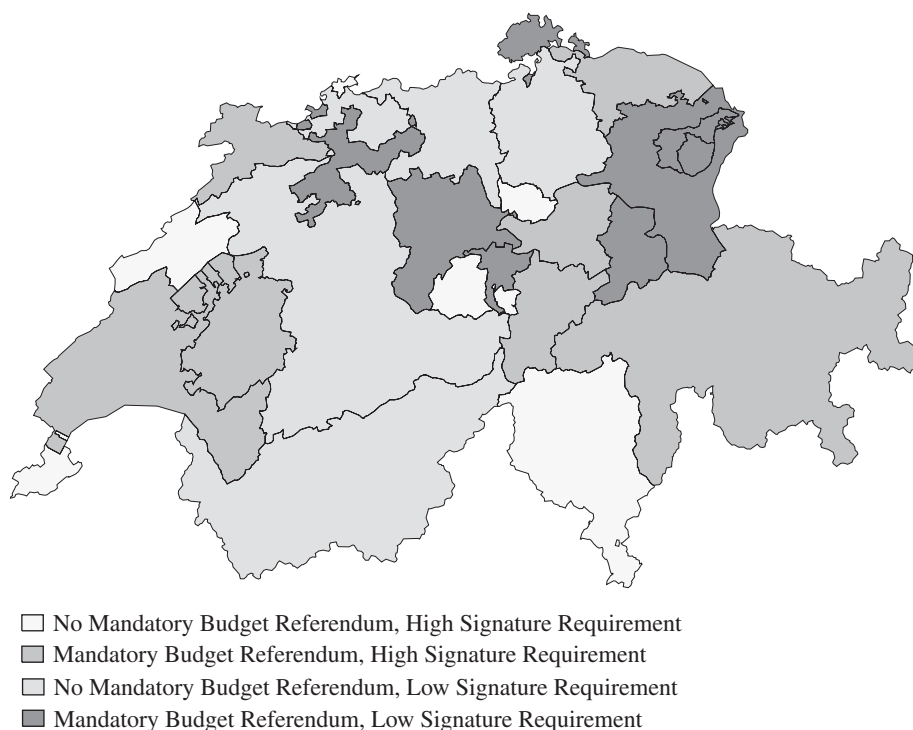 No Mandatory Budget Referendum, High Signature Requirement
Mandatory Budget Referendum, High Signature Requirement
No Mandatory Budget Referendum, Low Signature Requirement
Mandatory Budget Referendum, Low Signature Requirement